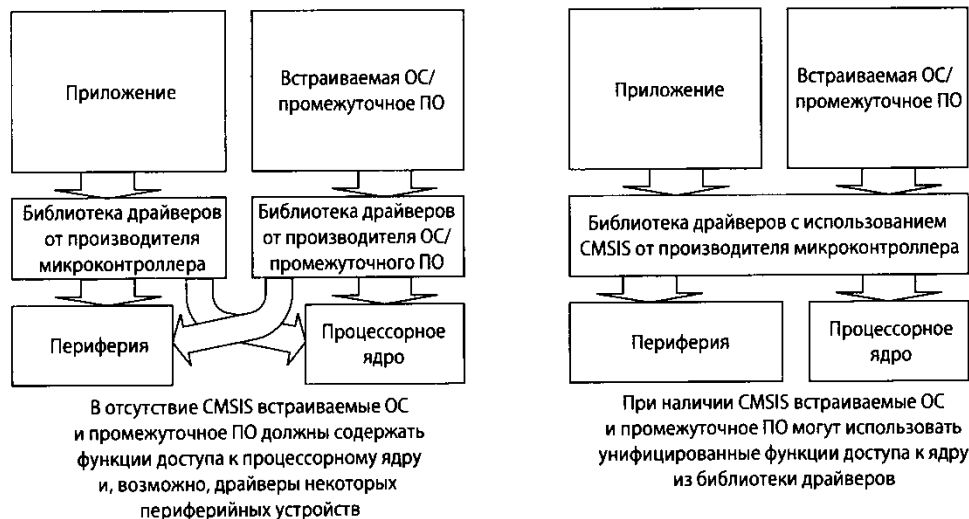 Приложение
Встраиваемая ОС/
промежуточное ПО
Библиотека драйверов
от производителя
микроконтроллера
Библиотека драйверов
от производителя ОС/
промежуточного ПО
Периферия
Процессорное
ядро
В отсутствие CMSIS встраиваемые ОС
и промежуточное ПО должны содержать
функции доступа к процессорному ядру
и, возможно, драйверы некоторых
периферийных устройств
Приложение
Встраиваемая ОС/
промежуточное ПО
Библиотека драйверов с использованием
CMSIS от производителя микроконтроллера
Периферия
Процессорное
ядро
При наличии CMSIS встраиваемые ОС
и промежуточное ПО могут использовать
унифицированные функции доступа к ядру
из библиотеки драйверов